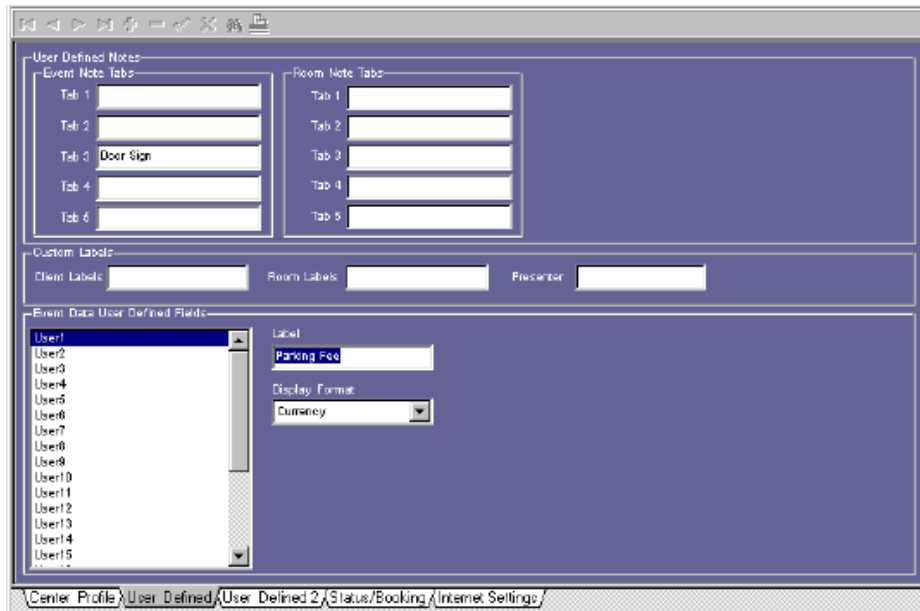 User Defined Notes
Event Note Tabs
Room Note Tabs
Tab 1
Tab 1
Tab 2
Tab 2
Tab 3 Door Sign
Tab 3
Tab 4
Tab 4
Tab 5
Tab 5
Custom Labels
Client Labels
Room Labels
Presenter
Event Data User Defined Fields
User1
User2
User3
User4
User5
User6
User7
User8
User9
User10
User11
User12
User13
User14
User15
Label
Parking Fee
Display Format
Currency
Center Profile
User Defined
User Defined 2
Status/Booking
Internet Settings